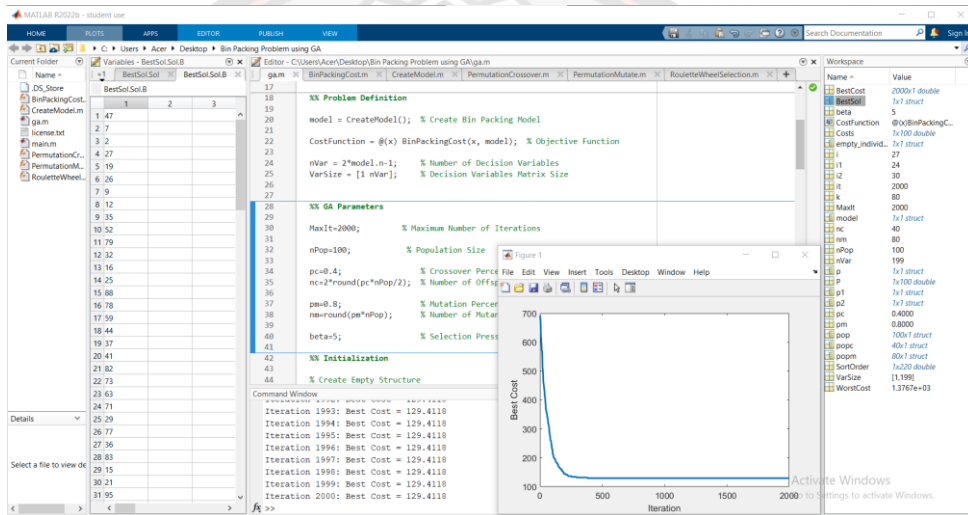 MATLAB R2022b - student use
HOME PLOTS APPS EDITOR PUBLISH VIEW Search Documentation Sign In
C: Users Acer Desktop Bin Packing Problem using GA
Current Folder
Name
.DS_Store
BinPackingCost...
CreateModel.m
ga.m
license.txt
main.m
PermutationCr...
PermutationM...
RouletteWheel...
Details
Select a file to view de
Variables - BestSol.Sol.B
BestSol.Sol BestSol.Sol.B
BestSol.Sol.B
1 2 3
1 47
2 7
3 2
4 27
5 19
6 26
7 9
8 12
9 35
10 52
11 79
12 32
13 16
14 25
15 88
16 78
17 59
18 44
19 37
20 41
21 82
22 73
23 63
24 71
25 29
26 77
27 36
28 83
29 15
30 21
31 95
Editor - C:\Users\Acer\Desktop\Bin Packing Problem using GA\ga.m
ga.m BinPackingCost.m CreateModel.m PermutationCrossover.m PermutationMutate.m RouletteWheelSelection.m
17
18 %% Problem Definition
19
20 model = CreateModel(); % Create Bin Packing Model
21
22 CostFunction = @(x) BinPackingCost(x, model); % Objective Function
23
24 nVar = 2*model.n-1; % Number of Decision Variables
25 VarSize = [1 nVar]; % Decision Variables Matrix Size
26
27
28 %% GA Parameters
29
30 MaxIt=2000; % Maximum Number of Iterations
31
32 nPop=100; % Population Size
33
34 pc=0.4; % Crossover Perce
35 nc=2*round(pc*nPop/2); % Number of Offsp
36
37 pm=0.8; % Mutation Percen
38 nm=round(pm*nPop); % Number of Mutan
39
40 beta=5; % Selection Press
41
42 %% Initialization
43
44 % Create Empty Structure
Command Window
Iteration 1993: Best Cost = 129.4118
Iteration 1994: Best Cost = 129.4118
Iteration 1995: Best Cost = 129.4118
Iteration 1996: Best Cost = 129.4118
Iteration 1997: Best Cost = 129.4118
Iteration 1998: Best Cost = 129.4118
Iteration 1999: Best Cost = 129.4118
Iteration 2000: Best Cost = 129.4118
fx >>
Figure 1
File Edit View Insert Tools Desktop Window Help
700
600
500
400
300
200
100
0 500 1000 1500 2000
Best Cost
Iteration
Workspace
Name Value
BestCost 2000x1 double
BestSol 1x1 struct
beta 5
CostFunction @(x)BinPackingC...
Costs 1x100 double
empty_individ... 1x1 struct
i 27
i1 24
i2 30
it 2000
k 80
MaxIt 2000
model 1x1 struct
nc 40
nm 80
nPop 100
nVar 199
p 1x1 struct
P 1x100 double
p1 1x1 struct
p2 1x1 struct
pc 0.4000
pm 0.8000
pop 100x1 struct
popc 40x1 struct
popm 80x1 struct
SortOrder 1x220 double
VarSize [1,199]
WorstCost 1.3767e+03
Activate Windows
to Settings to activate Windows.